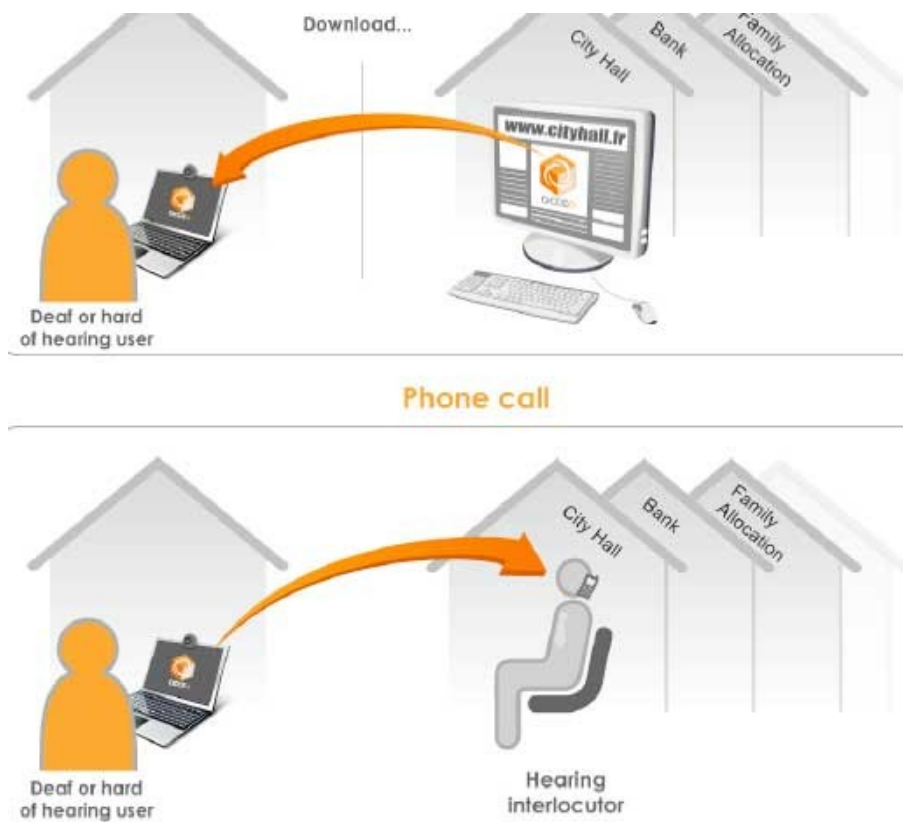 Download...
City Hall
Bank
Family
Allocation
www.cityhall.fr
Deaf or hard
of hearing user
Phone call
City Hall
Bank
Family
Allocation
Deaf or hard
of hearing user
Hearing
interlocutor